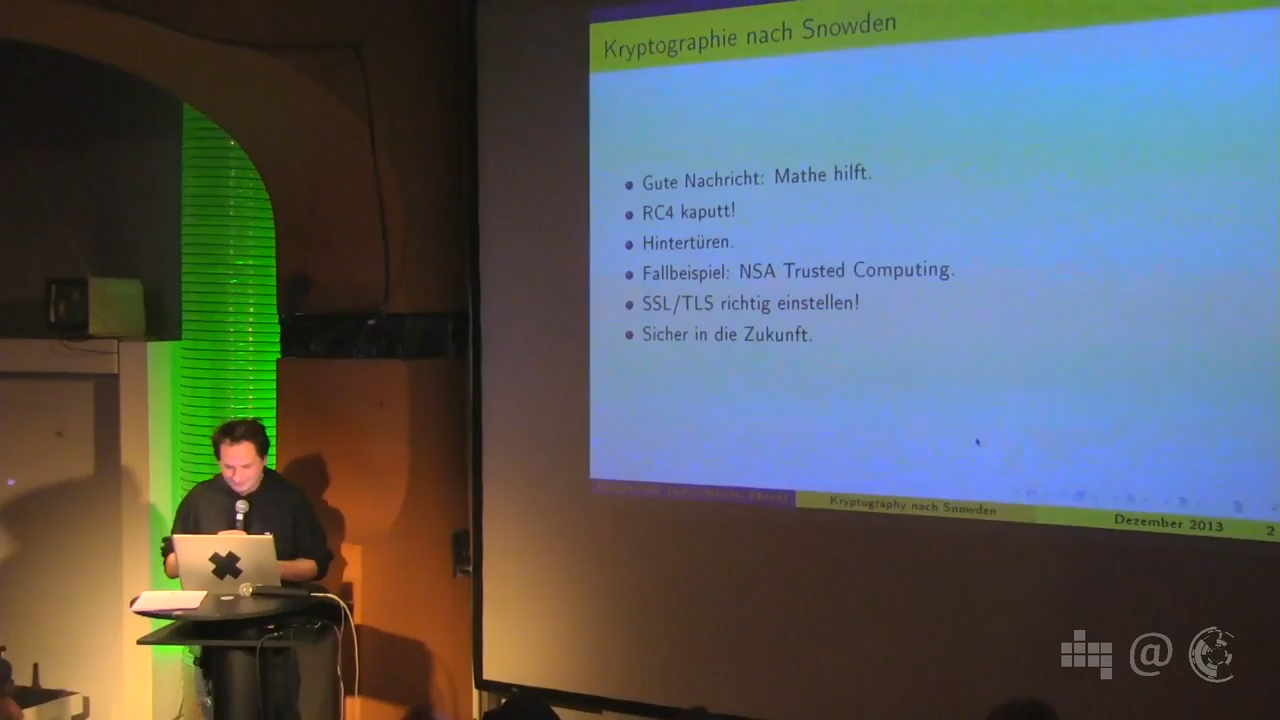 Kryptographie nach Snowden
Gute Nachricht: Mathe hilft.
RC4 kaputt!
Hintertüren.
Fallbeispiel: NSA Trusted Computing.
SSL/TLS richtig einstellen!
Sicher in die Zukunft.
Kryptography nach Snowden
Dezember 2013
2
@